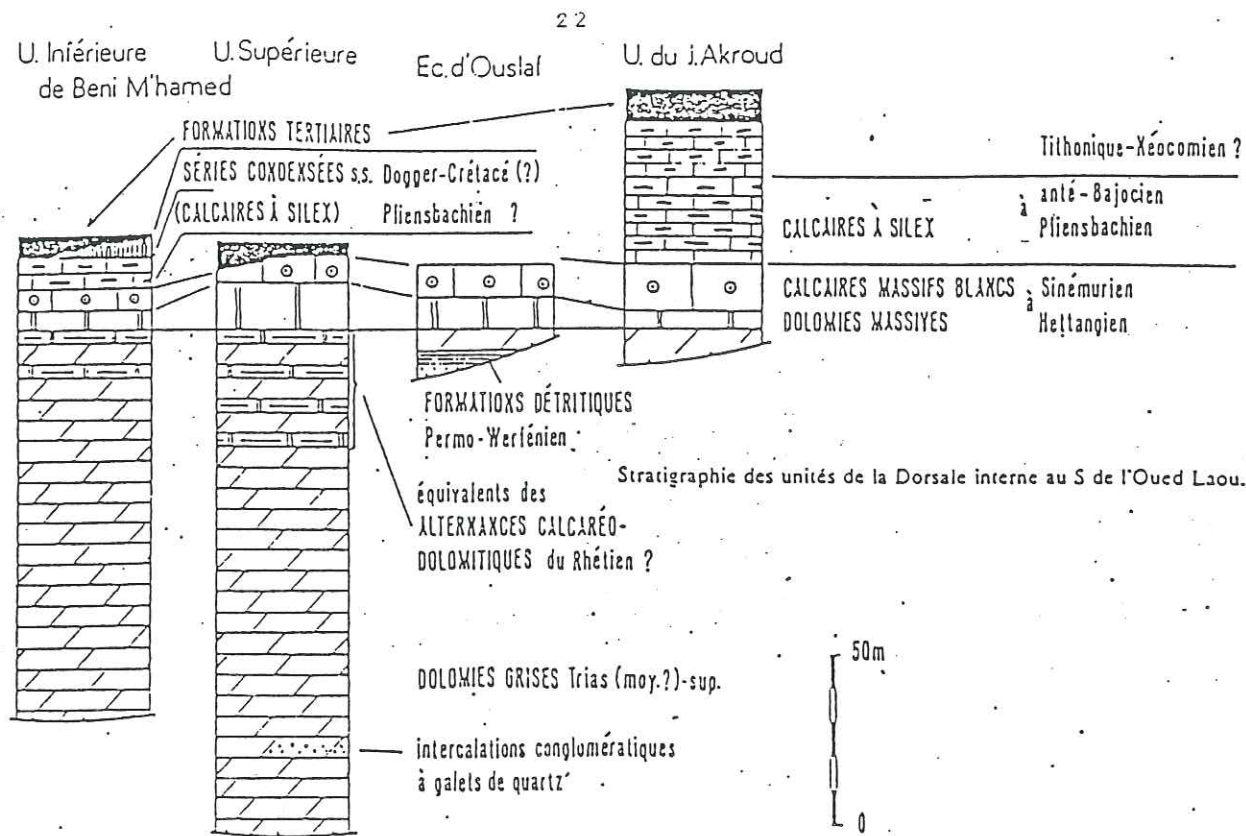 22
U. Inférieure
de Beni M'hamed
U. Supérieure
Ec. d'Ouslaf
U. du j. Akroud
FORMATIONS TERTIAIRES
SÉRIES CONDENSÉES s.s. Dogger-Crétacé (?)
(CALCAIRES À SILEX) Pliensbachien ?
Tithonique-Néocomien ?
CALCAIRES À SILEX
anté-Bajocien
à
Pliensbachien
CALCAIRES MASSIFS BLANCS
DOLOMIES MASSIVES
Sinémurien
à
Hettangien
FORMATIONS DÉTRITIQUES
Permo-Werfénien
Stratigraphie des unités de la Dorsale interne au S de l'Oued Laou.
équivalents des
ALTERNANCES CALCARÉO-
DOLOMITIQUES du Rhétien ?
DOLOMIES GRISES Trias (moy.?)-sup.
intercalations conglomératiques
à galets de quartz
50m
0